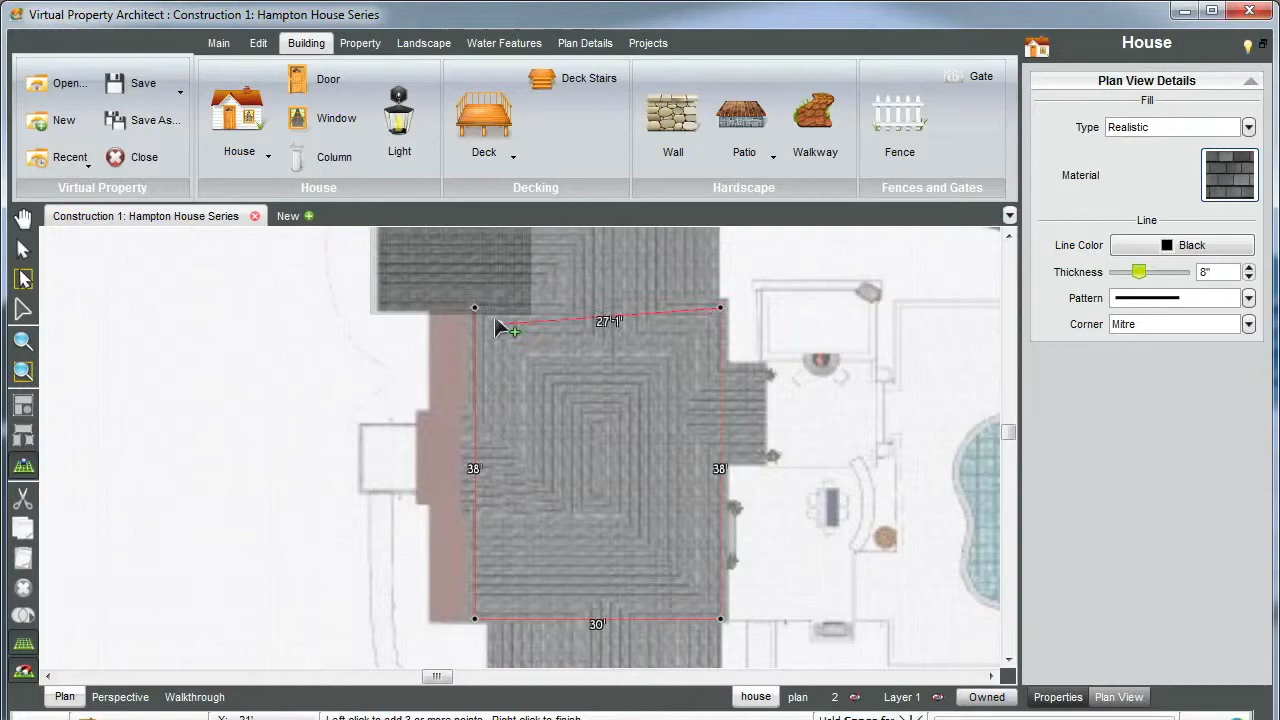 Virtual Property Architect : Construction 1: Hampton House Series
Main Edit Building Property Landscape Water Features Plan Details Projects
Open... Save
New Save As...
Recent Close
Virtual Property
House
Door
Window
Column
Light
House
Deck
Deck Stairs
Decking
Wall Patio Walkway
Hardscape
Gate
Fence
Fences and Gates
House
Plan View Details
Fill
Type Realistic
Material
Line
Line Color Black
Thickness 8"
Pattern
Corner Mitre
Construction 1: Hampton House Series New
27'-1"
38' 38'
30'
Plan Perspective Walkthrough house plan 2 Layer 1 Owned Properties Plan View
X: -24' Left click to add 3 or more points. Right click to finish.